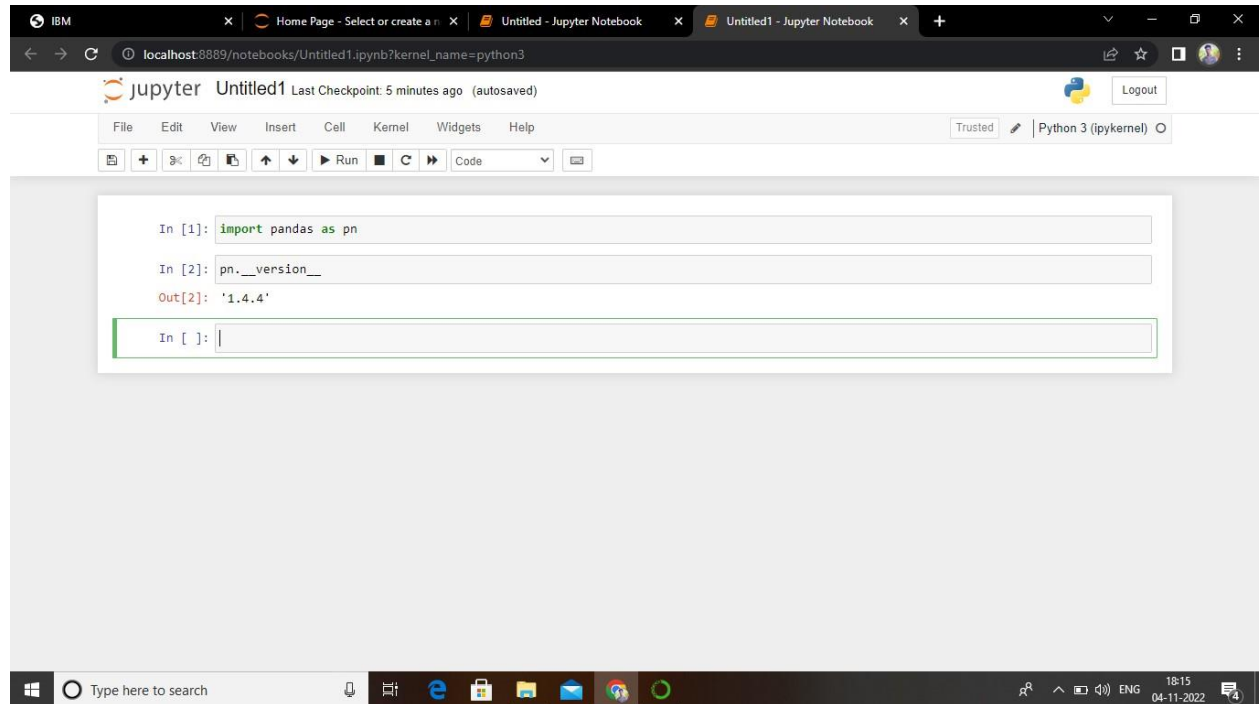 IBM Home Page - Select or create a n Untitled - Jupyter Notebook Untitled1 - Jupyter Notebook
localhost:8889/notebooks/Untitled1.ipynb?kernel_name=python3
jupyter Untitled1 Last Checkpoint: 5 minutes ago (autosaved) Logout
File Edit View Insert Cell Kernel Widgets Help Trusted Python 3 (ipykernel)
Run Code
In [1]: import pandas as pn
In [2]: pn.__version__
Out[2]: '1.4.4'
In [ ]:
Type here to search ENG 18:15
04-11-2022 4